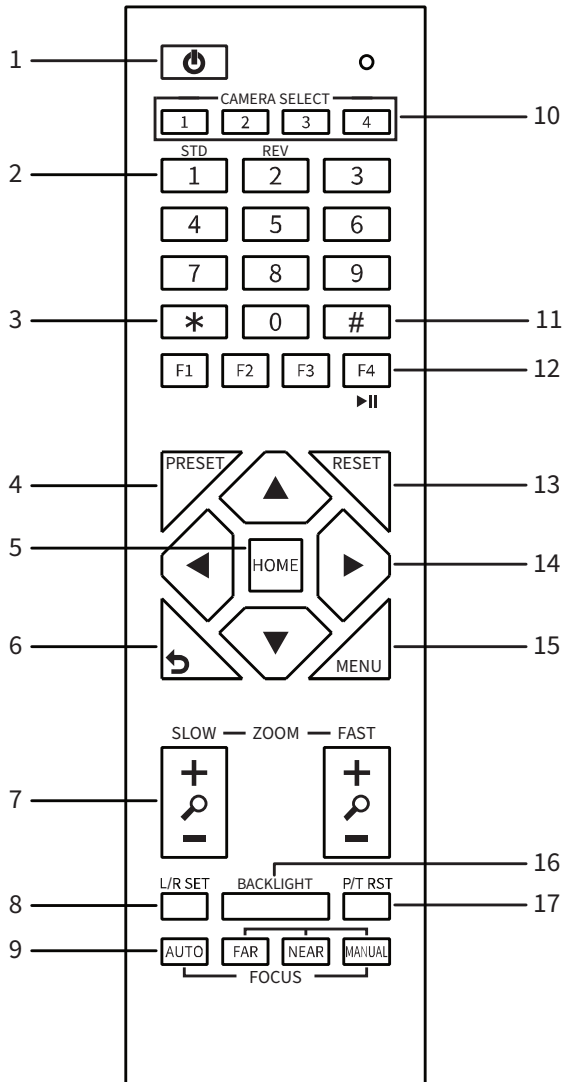 1
CAMERA SELECT
1 2 3 4
10
STD REV
2
1 2 3
4 5 6
7 8 9
3
* 0 #
11
F1 F2 F3 F4
12
PRESET RESET
4
13
5
HOME
14
6
MENU
15
SLOW ZOOM FAST
+ +
7
− −
16
L/R SET BACKLIGHT P/T RST
8
17
9
AUTO FAR NEAR MANUAL
FOCUS